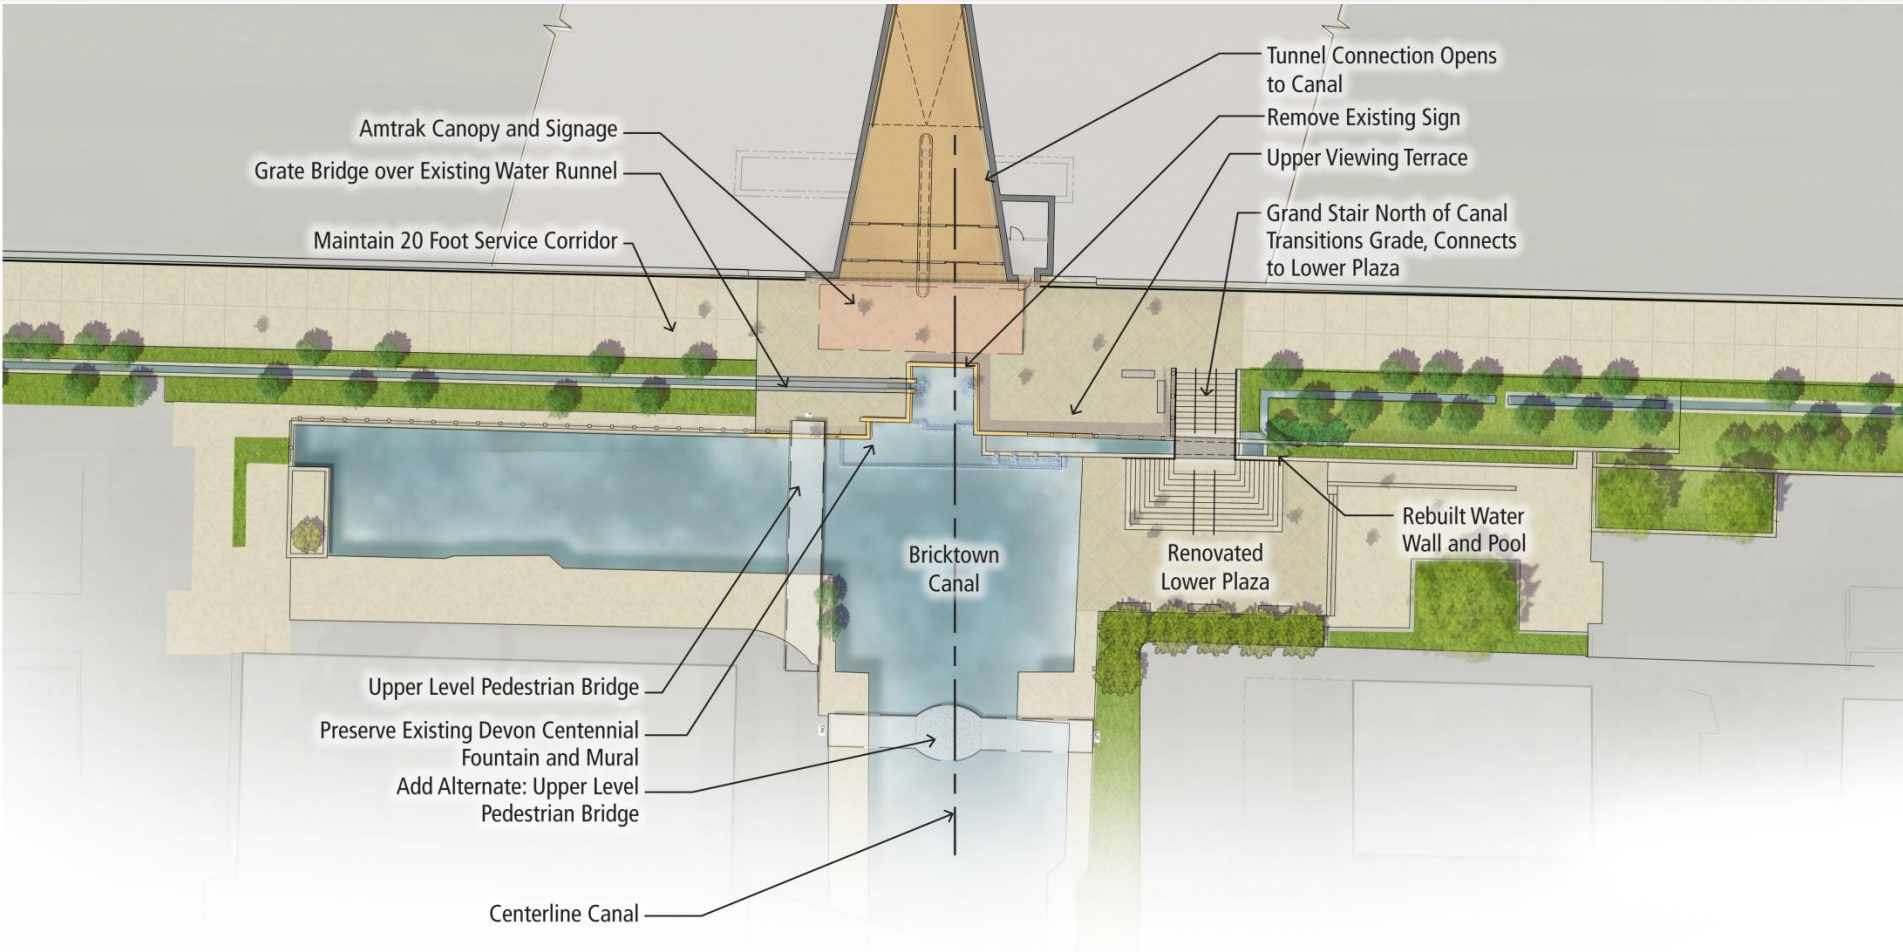 Tunnel Connection Opens
to Canal
Remove Existing Sign
Upper Viewing Terrace
Grand Stair North of Canal
Transitions Grade, Connects
to Lower Plaza
Amtrak Canopy and Signage
Grate Bridge over Existing Water Runnel
Maintain 20 Foot Service Corridor
Rebuilt Water
Wall and Pool
Bricktown
Canal
Renovated
Lower Plaza
Upper Level Pedestrian Bridge
Preserve Existing Devon Centennial
Fountain and Mural
Add Alternate: Upper Level
Pedestrian Bridge
Centerline Canal